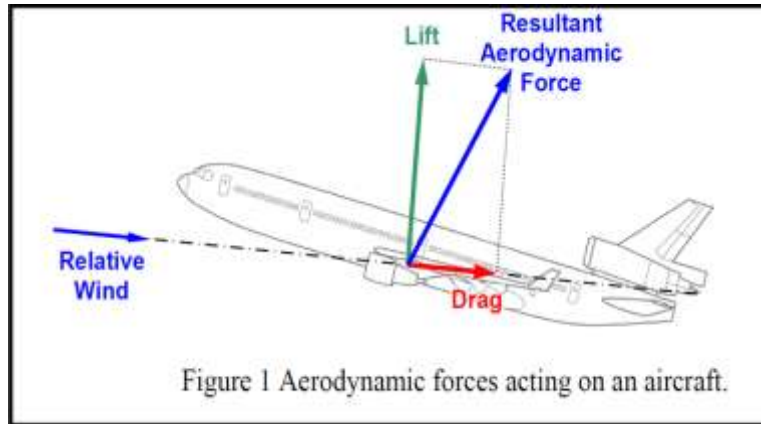 Lift
Resultant
Aerodynamic
Force
Relative
Wind
Drag
Figure 1 Aerodynamic forces acting on an aircraft.